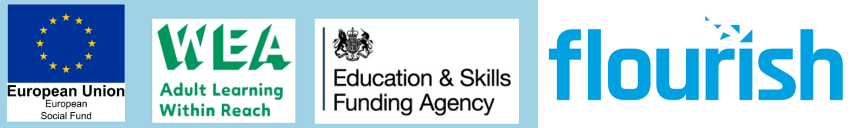 European Union
European
Social Fund
WEA
Adult Learning
Within Reach
Education & Skills
Funding Agency
flourish